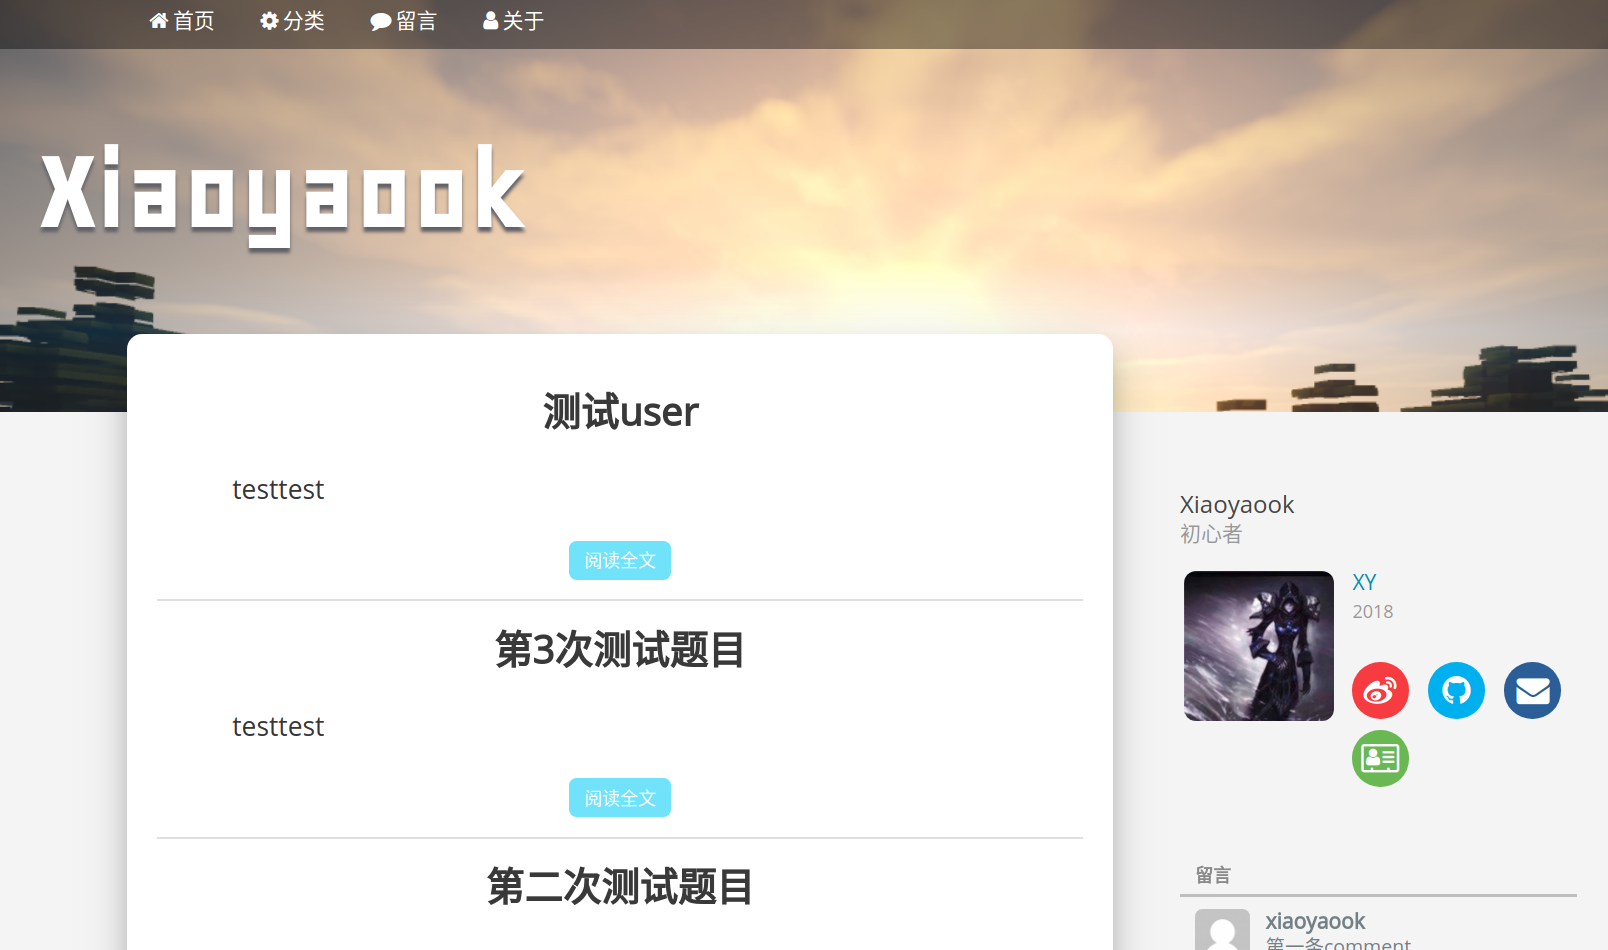 首页 分类 留言 关于
Xiaoyaook
测试user
testtest
阅读全文
第3次测试题目
testtest
阅读全文
第二次测试题目
Xiaoyaook
初心者
XY
2018
留言
xiaoyaook
第一条comment